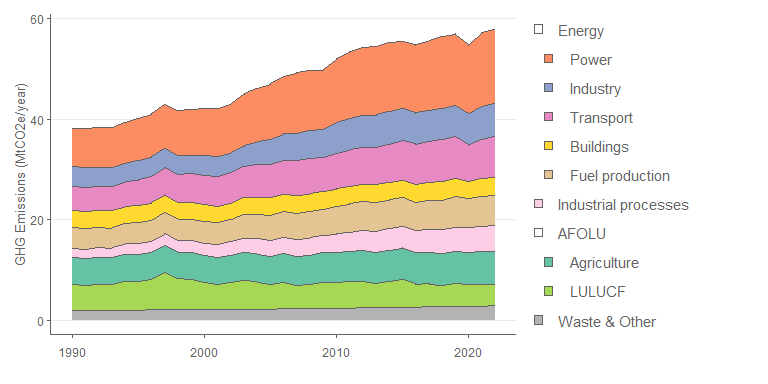 GHG Emissions (MtCO2e/year)
60
40
20
0
1990
2000
2010
2020
Energy
Power
Industry
Transport
Buildings
Fuel production
Industrial processes
AFOLU
Agriculture
LULUCF
Waste & Other